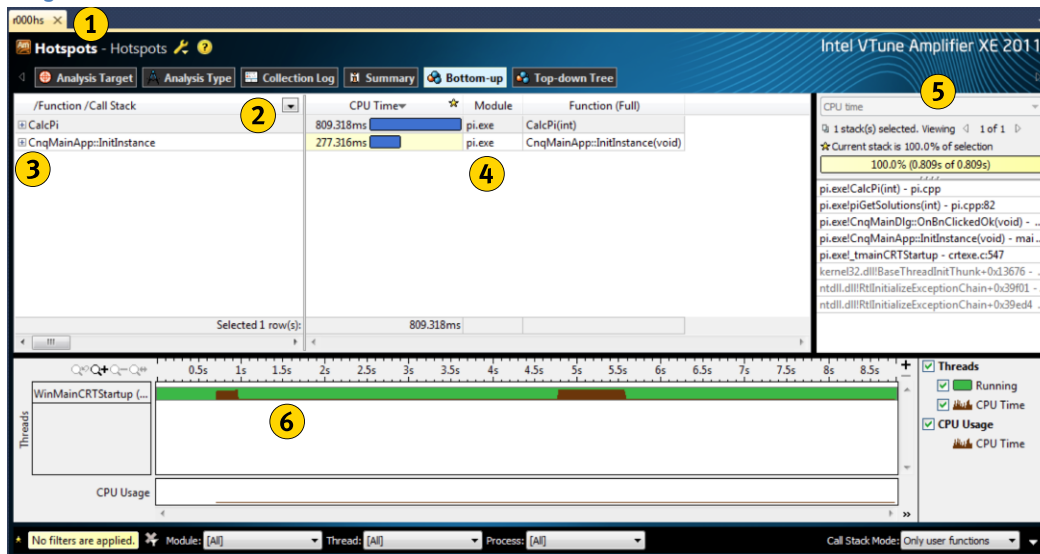 r000hs
1
Hotspots - Hotspots
Intel VTune Amplifier XE 2011
Analysis Target Analysis Type Collection Log Summary Bottom-up Top-down Tree
5
/Function /Call Stack CPU Time Module Function (Full)
2
CPU time
CalcPi 809.318ms pi.exe CalcPi(int)
1 stack(s) selected. Viewing 1 of 1
CnqMainApp::InitInstance 277.316ms pi.exe CnqMainApp::InitInstance(void)
Current stack is 100.0% of selection
3
4
100.0% (0.809s of 0.809s)
pi.exe!CalcPi(int) - pi.cpp
pi.exe!piGetSolutions(int) - pi.cpp:82
pi.exe!CnqMainDlg::OnBnClickedOk(void) - ...
pi.exe!CnqMainApp::InitInstance(void) - mai...
pi.exe!_tmainCRTStartup - crtexe.c:547
kernel32.dll!BaseThreadInitThunk+0x13676 - ...
ntdll.dll!RtlInitializeExceptionChain+0x39f01 - ...
ntdll.dll!RtlInitializeExceptionChain+0x39ed4 ...
Selected 1 row(s): 809.318ms
0.5s 1s 1.5s 2s 2.5s 3s 3.5s 4s 4.5s 5s 5.5s 6s 6.5s 7s 7.5s 8s 8.5s
Threads
WinMainCRTStartup (...
Running
CPU Time
6
Threads
CPU Usage
CPU Time
CPU Usage
No filters are applied. Module: [All] Thread: [All] Process: [All] Call Stack Mode: Only user functions